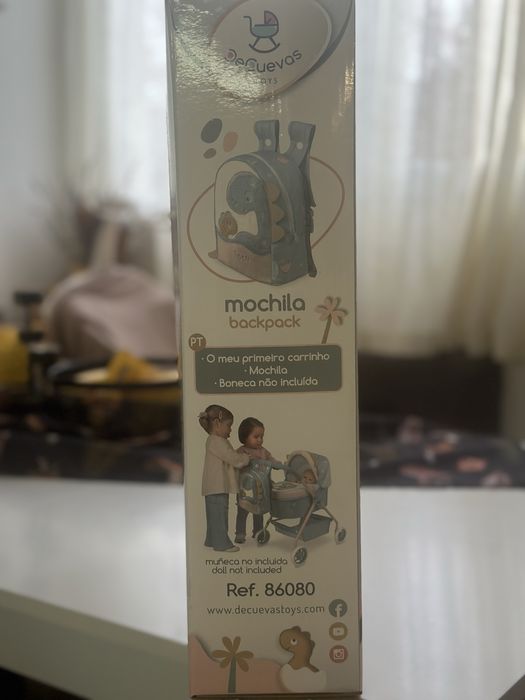 DeCuevas
TOYS
mochila
backpack
PT
· O meu primeiro carrinho
· Mochila
· Boneca não incluída
muñeca no incluida
doll not included
Ref. 86080
www.decuevastoys.com